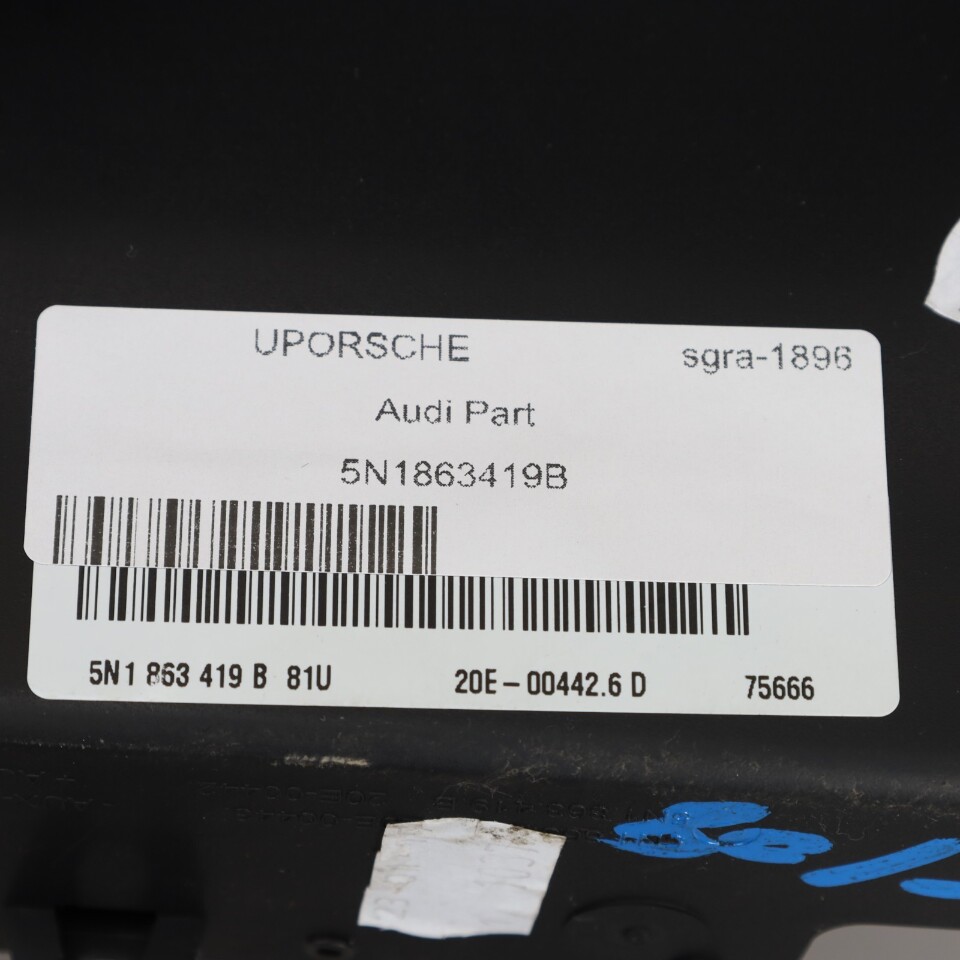 UPORSCHE sgra-1896
Audi Part
5N1863419B
5N1 863 419 B 81U 20E-00442.6 D 75666